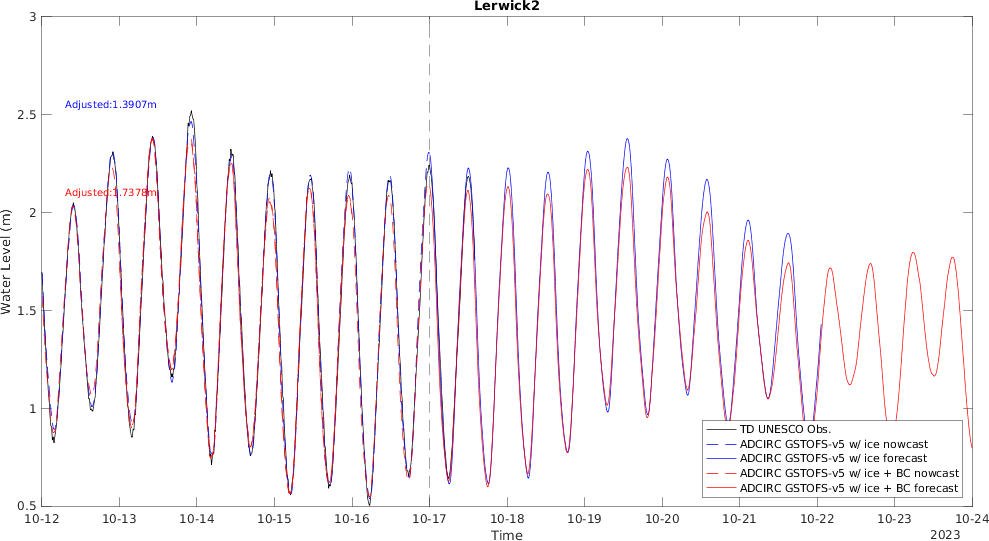 Lerwick2
3
2.5
2
1.5
1
0.5
Water Level (m)
Adjusted:1.3907m
Adjusted:1.7378m
TD UNESCO Obs.
ADCIRC GSTOFS-v5 w/ ice nowcast
ADCIRC GSTOFS-v5 w/ ice forecast
ADCIRC GSTOFS-v5 w/ ice + BC nowcast
ADCIRC GSTOFS-v5 w/ ice + BC forecast
10-12 10-13 10-14 10-15 10-16 10-17 10-18 10-19 10-20 10-21 10-22 10-23 10-24
Time
2023